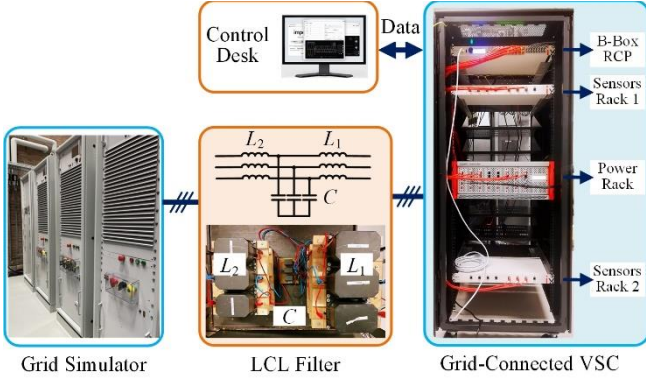 Control
Desk
Data
B-Box
RCP
Sensors
Rack 1
L2
L1
C
Power
Rack
L2
L1
C
Sensors
Rack 2
Grid Simulator
LCL Filter
Grid-Connected VSC